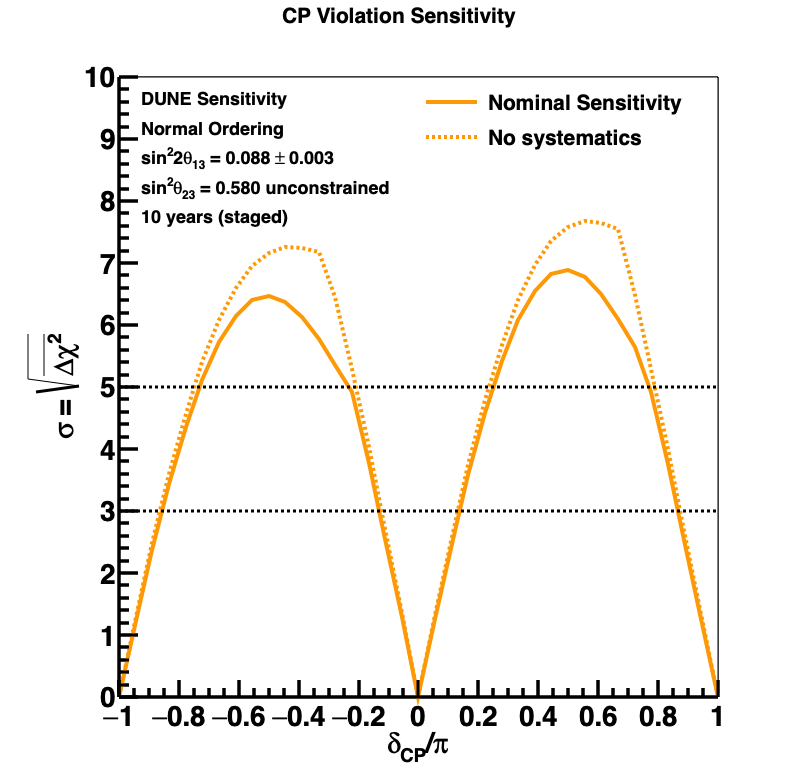 CP Violation Sensitivity
DUNE Sensitivity
Normal Ordering
sin²2θ₁₃ = 0.088 ± 0.003
sin²θ₂₃ = 0.580 unconstrained
10 years (staged)
Nominal Sensitivity
No systematics
σ = √Δχ²
10
9
8
7
6
5
4
3
2
1
0
−1 −0.8 −0.6 −0.4 −0.2 0 0.2 0.4 0.6 0.8 1
δCP/π